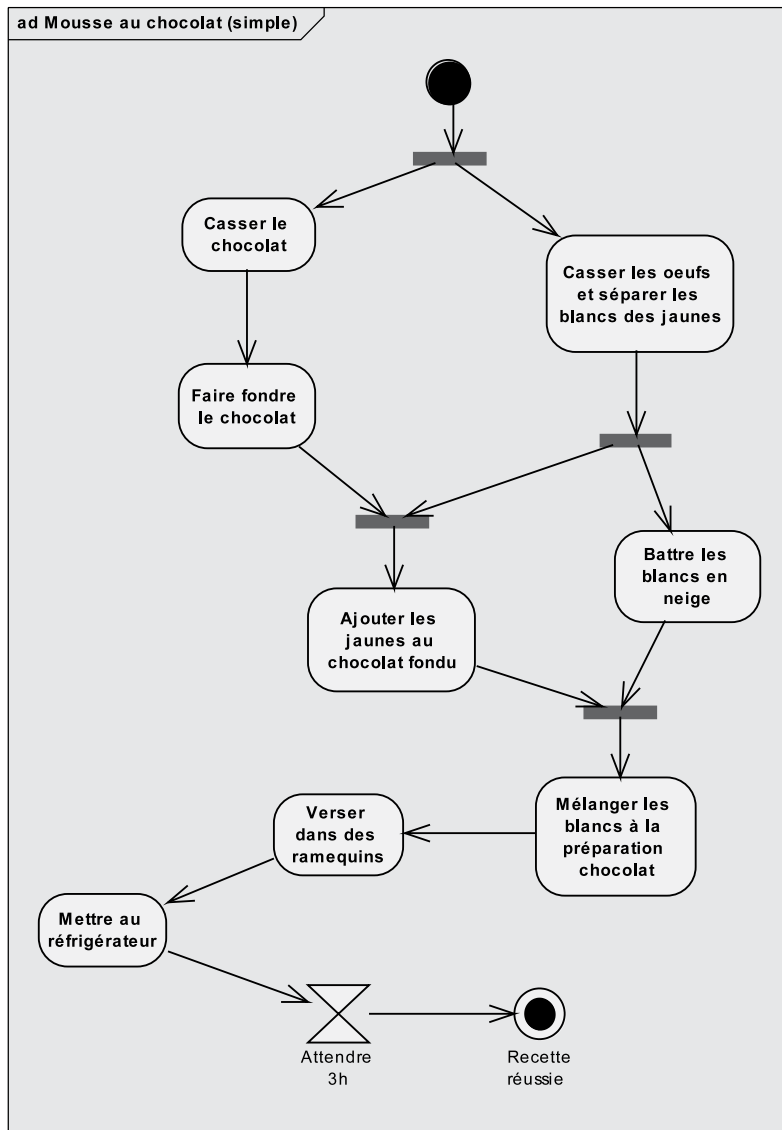 ad Mousse au chocolat (simple)
Casser le
chocolat
Casser les oeufs
et séparer les
blancs des jaunes
Faire fondre
le chocolat
Battre les
blancs en
neige
Ajouter les
jaunes au
chocolat fondu
Mélanger les
blancs à la
préparation
chocolat
Verser
dans des
ramequins
Mettre au
réfrigérateur
Attendre
3h
Recette
réussie